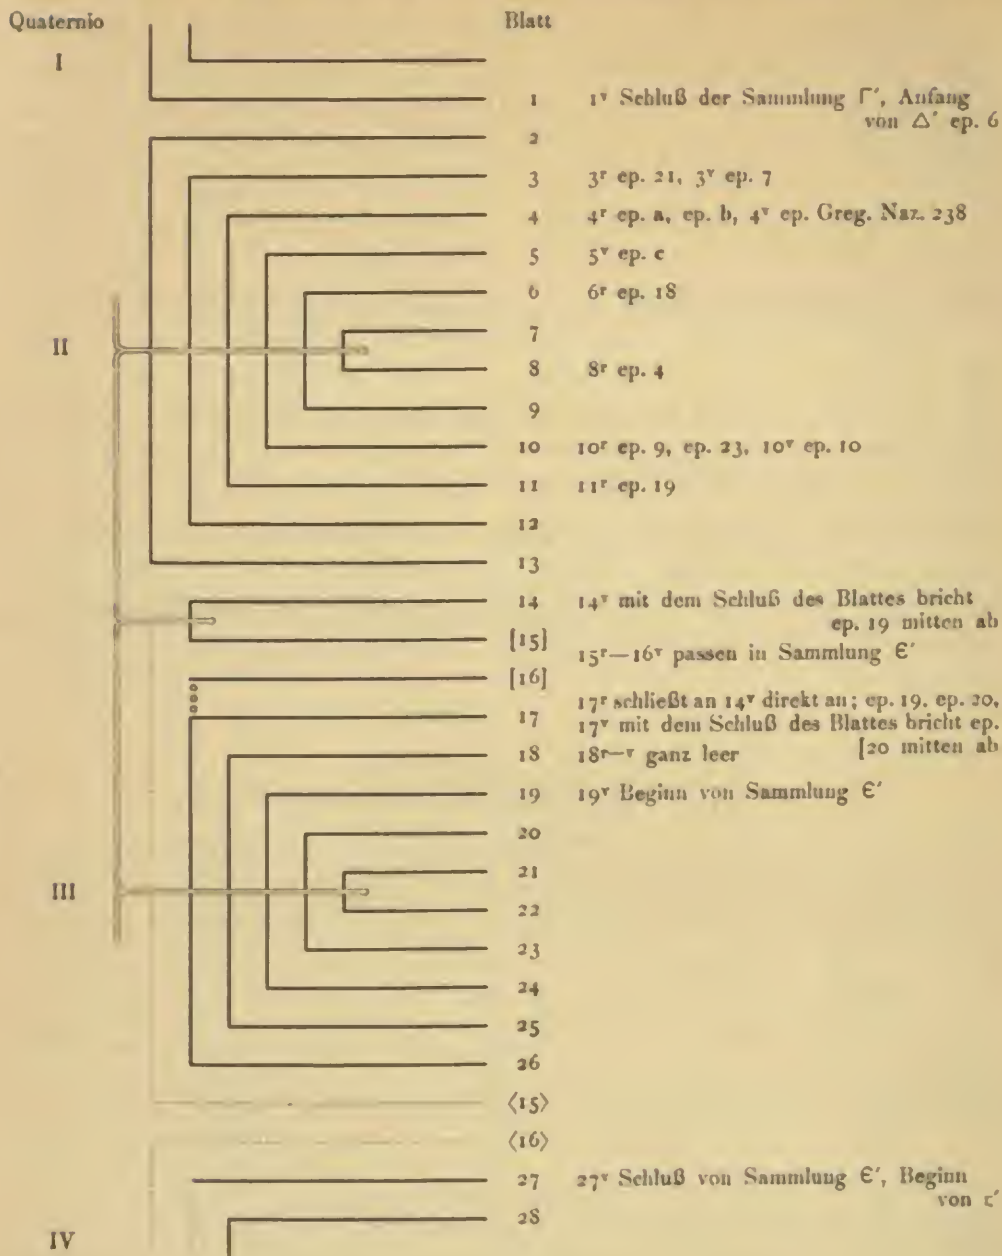 Quaternio Blatt
I
1 1ᵛ Schluß der Sammlung Γ′, Anfang
von Δ′ ep. 6
2
3 3ʳ ep. 21, 3ᵛ ep. 7
4 4ʳ ep. a, ep. b, 4ᵛ ep. Greg. Naz. 238
5 5ᵛ ep. c
6 6ʳ ep. 18
7
II
8 8ʳ ep. 4
9
10 10ʳ ep. 9, ep. 23, 10ᵛ ep. 10
11 11ʳ ep. 19
12
13
14 14ᵛ mit dem Schluß des Blattes bricht
ep. 19 mitten ab
[15]
15ʳ—16ᵛ passen in Sammlung Є′
[16]
17ʳ schließt an 14ᵛ direkt an; ep. 19, ep. 20,
17 17ᵛ mit dem Schluß des Blattes bricht ep.
18 18ʳ—ᵛ ganz leer [20 mitten ab
19 19ᵛ Beginn von Sammlung Є′
20
21
III
22
23
24
25
26
⟨15⟩
⟨16⟩
27 27ᵛ Schluß von Sammlung Є′, Beginn
von ϛ′
28
IV